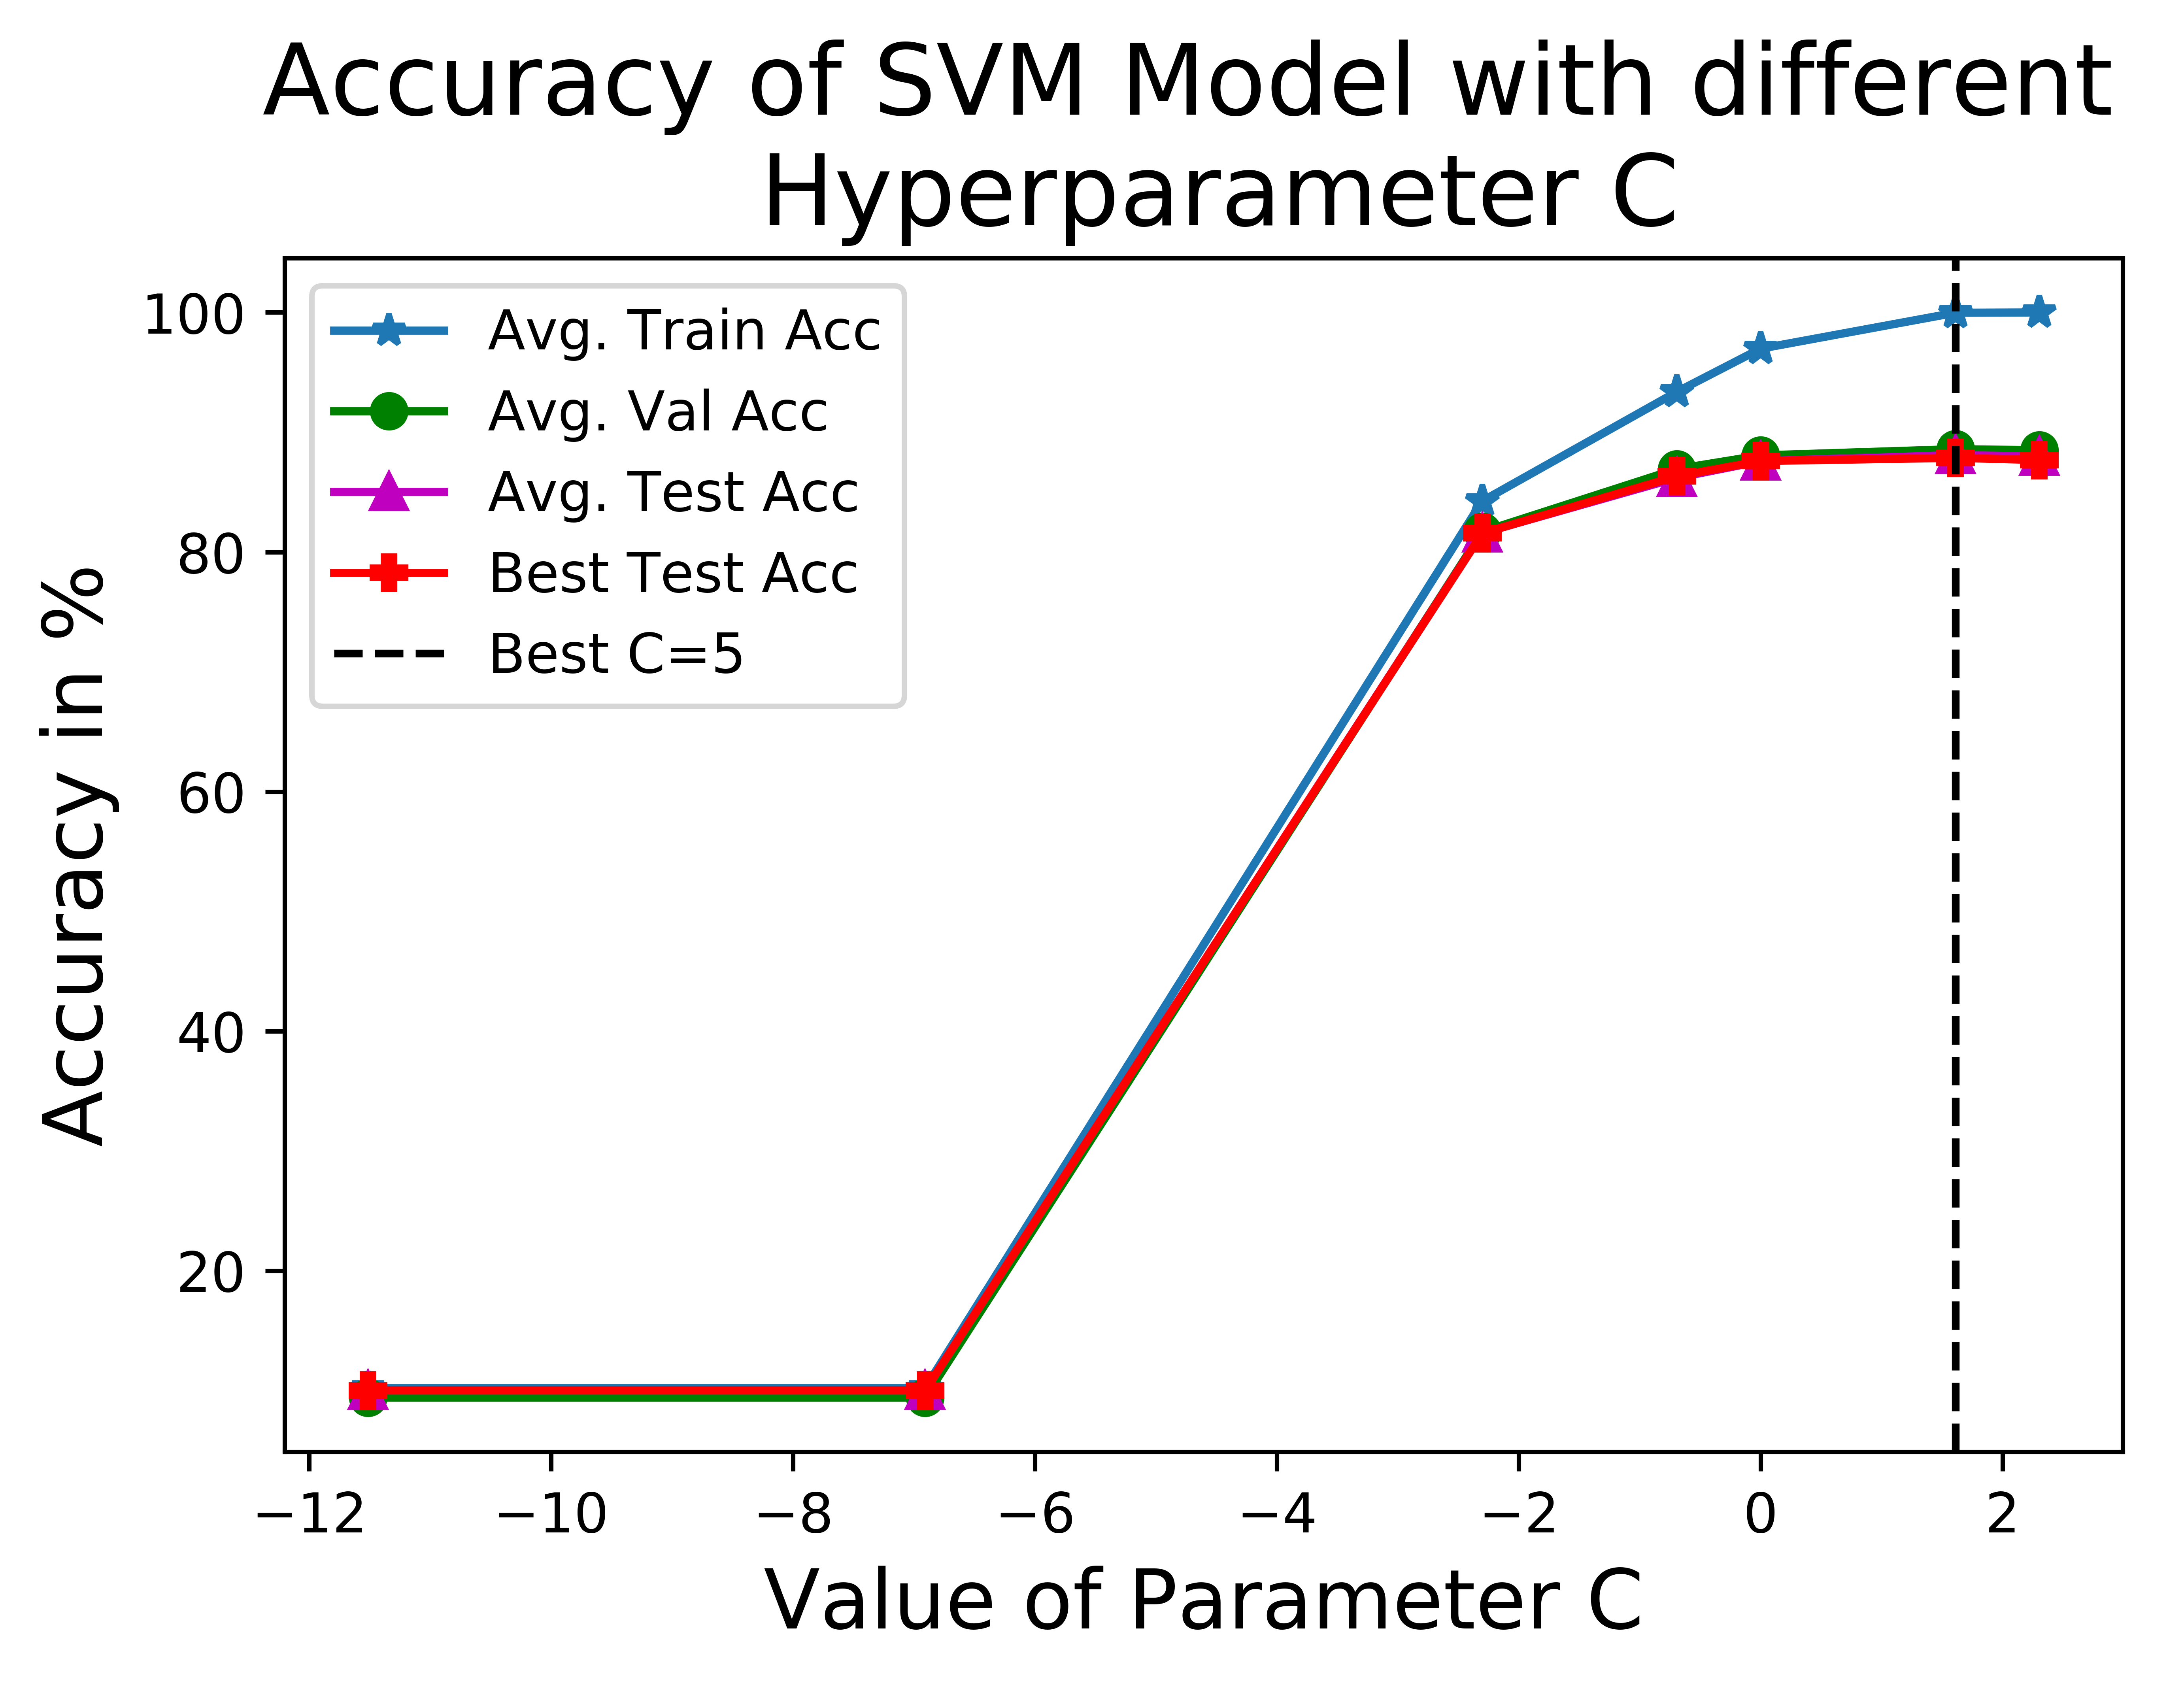 Accuracy of SVM Model with different
Hyperparameter C
Accuracy in %
100
80
60
40
20
Avg. Train Acc
Avg. Val Acc
Avg. Test Acc
Best Test Acc
Best C=5
−12 −10 −8 −6 −4 −2 0 2
Value of Parameter C